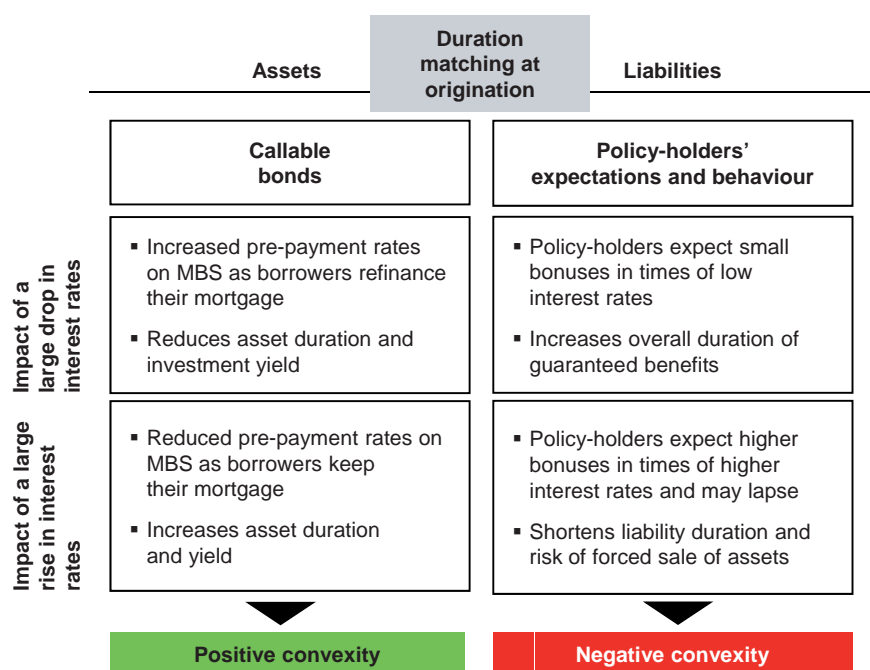 Duration
matching at
origination
Assets
Liabilities
Callable
bonds
Policy-holders'
expectations and behaviour
Impact of a
large drop in
interest rates
▪ Increased pre-payment rates
on MBS as borrowers refinance
their mortgage
▪ Reduces asset duration and
investment yield
▪ Policy-holders expect small
bonuses in times of low
interest rates
▪ Increases overall duration of
guaranteed benefits
Impact of a large
rise in interest
rates
▪ Reduced pre-payment rates on
MBS as borrowers keep
their mortgage
▪ Increases asset duration
and yield
▪ Policy-holders expect higher
bonuses in times of higher
interest rates and may lapse
▪ Shortens liability duration and
risk of forced sale of assets
Positive convexity
Negative convexity